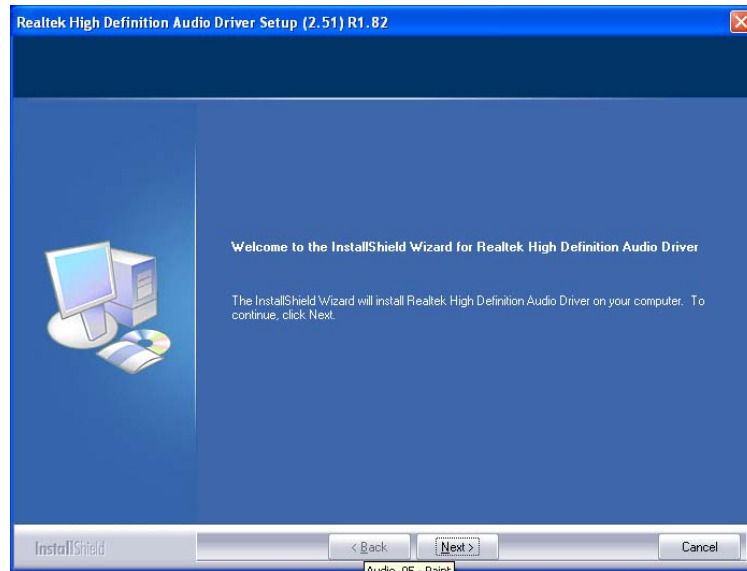 Realtek High Definition Audio Driver Setup (2.51) R1.82
Welcome to the InstallShield Wizard for Realtek High Definition Audio Driver
The InstallShield Wizard will install Realtek High Definition Audio Driver on your computer. To
continue, click Next.
InstallShield
< Back
Next >
Cancel
Audio_05 - Paint